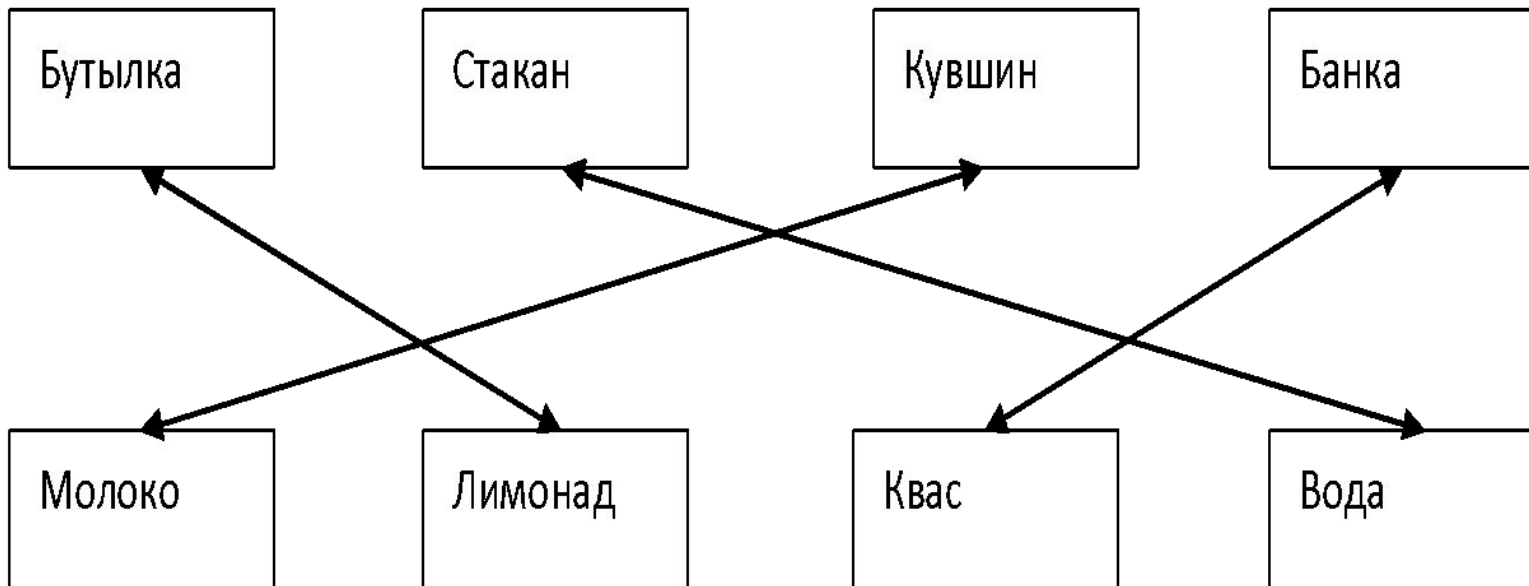 Бутылка
Стакан
Кувшин
Банка
Молоко
Лимонад
Квас
Вода